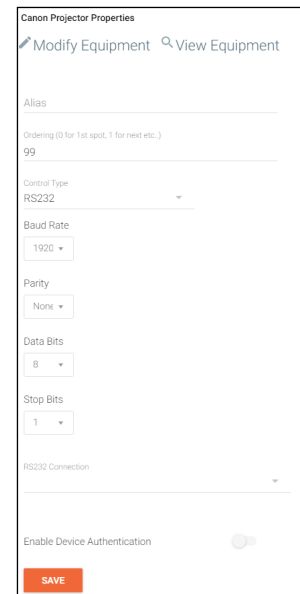 Canon Projector Properties
Modify Equipment View Equipment
Alias
Ordering (0 for 1st spot, 1 for next etc..)
99
Control Type
RS232
Baud Rate
1920
Parity
None
Data Bits
8
Stop Bits
1
RS232 Connection
Enable Device Authentication
SAVE